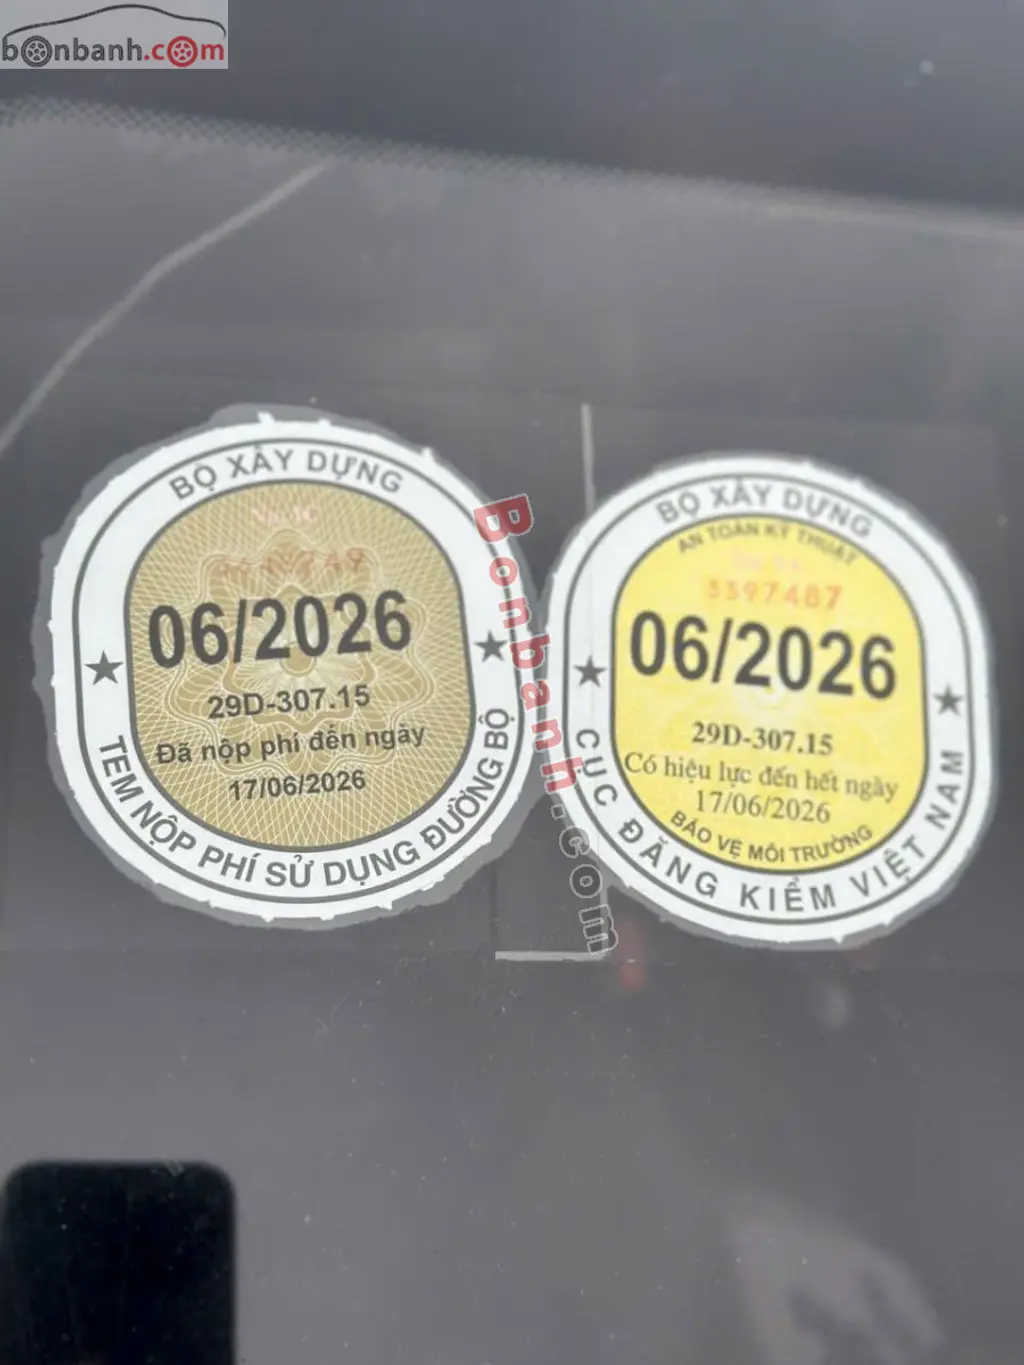 bonbanh.com
BỘ XÂY DỰNG
06/2026
29D-307.15
Đã nộp phí đến ngày
17/06/2026
TEM NỘP PHÍ SỬ DỤNG ĐƯỜNG BỘ
Bonbanh.com
BỘ XÂY DỰNG
AN TOÀN KỸ THUẬT
3397487
06/2026
29D-307.15
Có hiệu lực đến hết ngày
17/06/2026
BẢO VỆ MÔI TRƯỜNG
CỤC ĐĂNG KIỂM VIỆT NAM